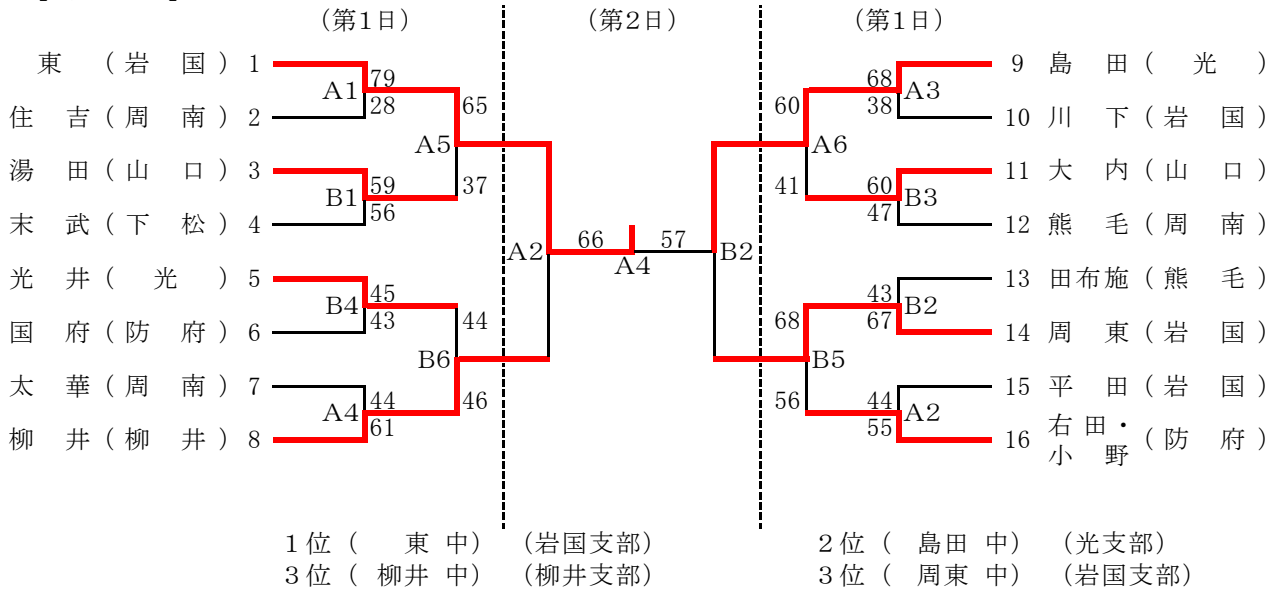 (第1日) (第2日) (第1日)
東 (岩 国) 1
79
A1
28
住 吉(周 南) 2
65
A5
37
湯 田(山 口) 3
59
B1
56
末 武(下 松) 4
光 井( 光 ) 5
45
B4
43
国 府(防 府) 6
44
B6
46
太 華(周 南) 7
44
A4
61
柳 井(柳 井) 8
A2
66 57
A4
B2
9 島 田( 光 )
68
A3
38
10 川 下(岩 国)
60
A6
41
11 大 内(山 口)
60
B3
47
12 熊 毛(周 南)
13 田布施(熊 毛)
43
B2
67
14 周 東(岩 国)
68
B5
56
15 平 田(岩 国)
44
A2
55
16 右田・小野(防 府)
1位( 東 中) (岩国支部) 2位( 島田 中) (光支部)
3位( 柳井 中) (柳井支部) 3位( 周東 中) (岩国支部)